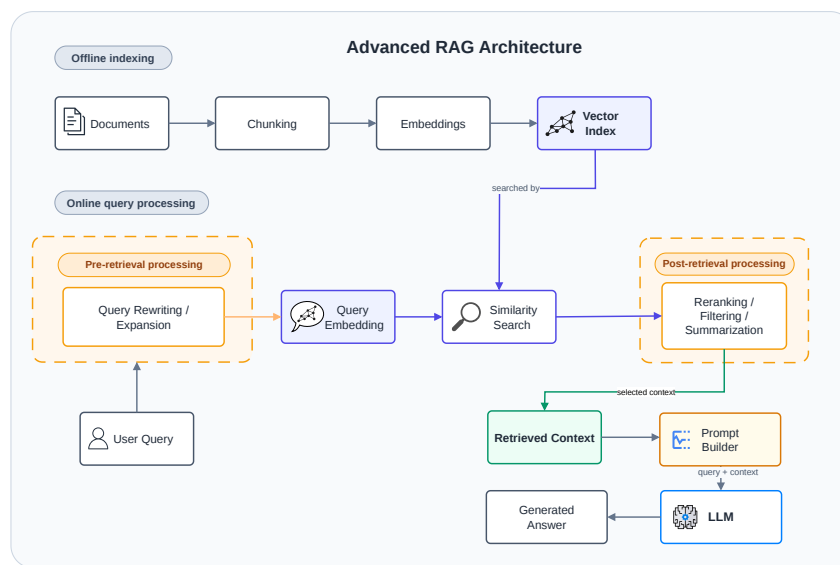 Advanced RAG Architecture
Offline indexing
Documents
Chunking
Embeddings
Vector
Index
searched by
Online query processing
Pre-retrieval processing
Query Rewriting /
Expansion
Query
Embedding
Similarity
Search
Post-retrieval processing
Reranking /
Filtering /
Summarization
selected context
User Query
Retrieved Context
Prompt
Builder
query + context
Generated
Answer
LLM